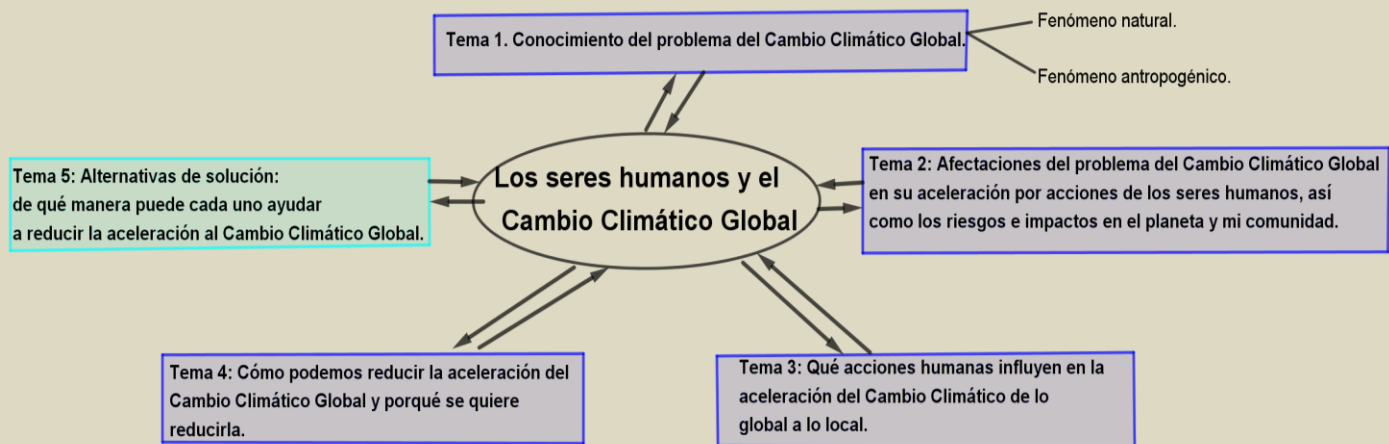 Tema 1. Conocimiento del problema del Cambio Climático Global.
Fenómeno natural.
Fenómeno antropogénico.
Los seres humanos y el
Cambio Climático Global
Tema 2: Afectaciones del problema del Cambio Climático Global
en su aceleración por acciones de los seres humanos, así
como los riesgos e impactos en el planeta y mi comunidad.
Tema 3: Qué acciones humanas influyen en la
aceleración del Cambio Climático de lo
global a lo local.
Tema 4: Cómo podemos reducir la aceleración del
Cambio Climático Global y porqué se quiere
reducirla.
Tema 5: Alternativas de solución:
de qué manera puede cada uno ayudar
a reducir la aceleración al Cambio Climático Global.